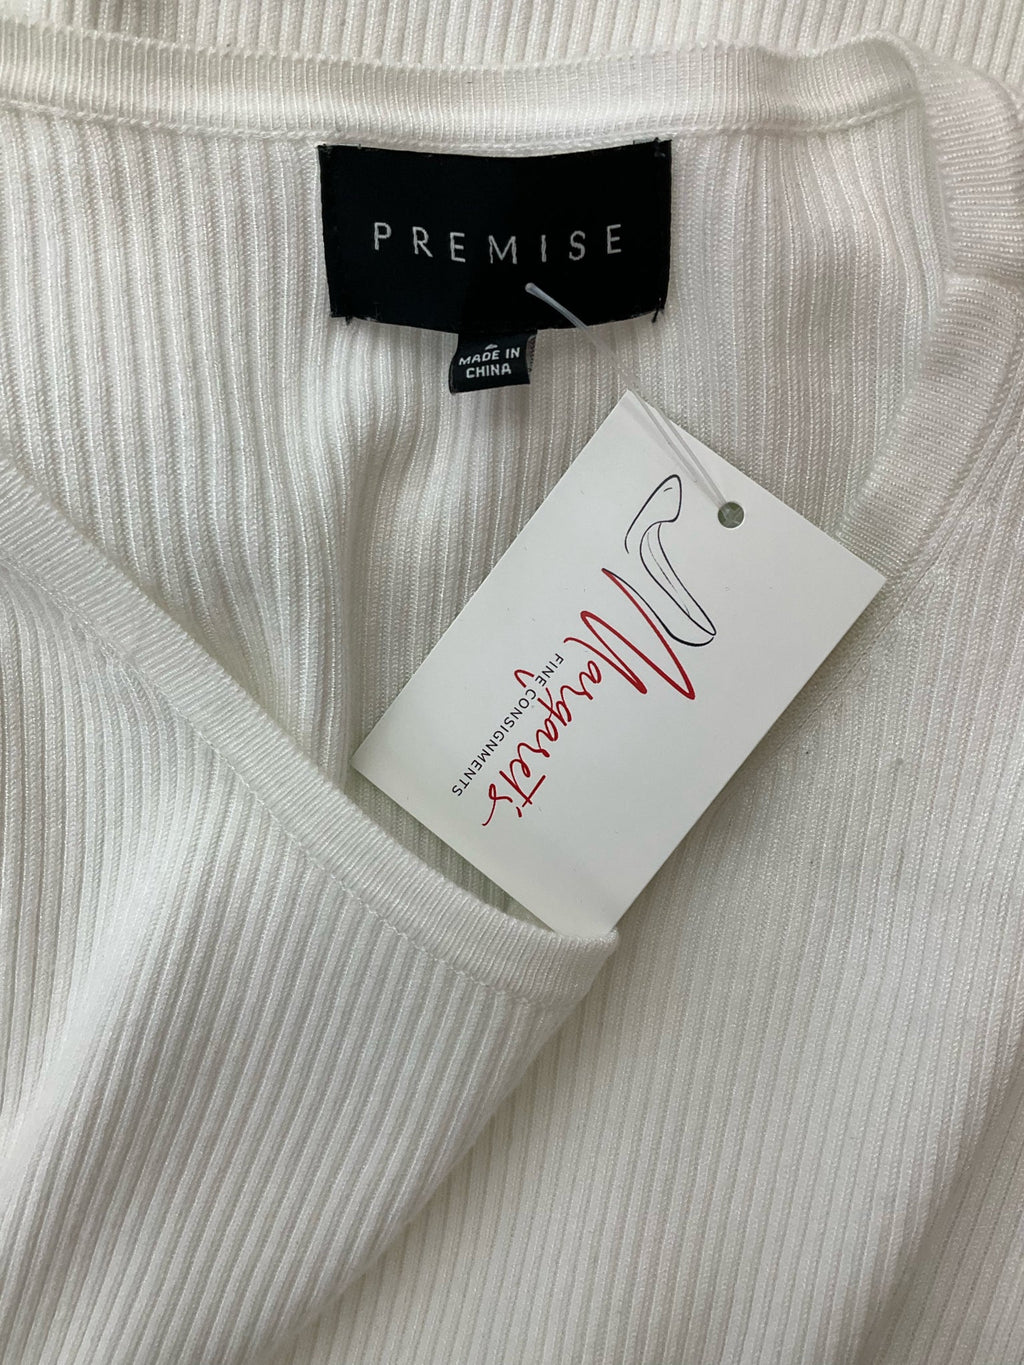 PREMISE
MADE IN
CHINA
Margaret's
FINE CONSIGNMENTS